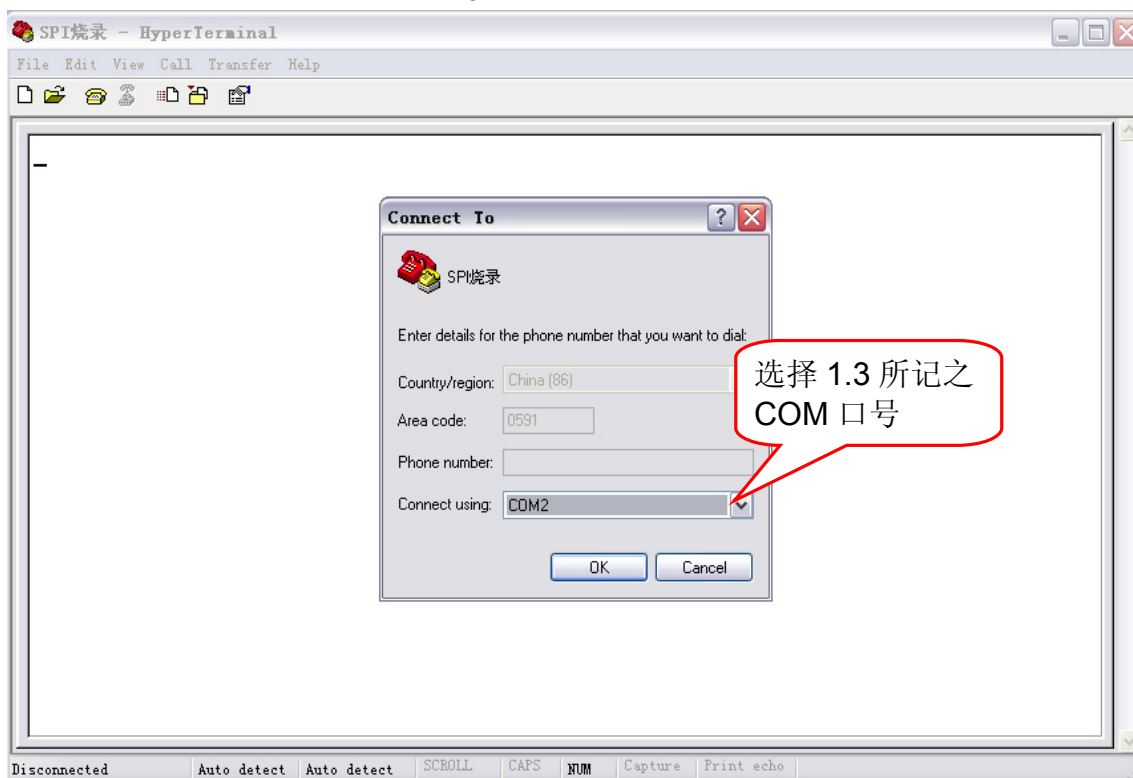 SPI烧录 - HyperTerminal
File Edit View Call Transfer Help
Connect To
SPI烧录
Enter details for the phone number that you want to dial:
Country/region: China (86)
选择 1.3 所记之
COM 口号
Area code: 0591
Phone number:
Connect using: COM2
OK Cancel
Disconnected Auto detect Auto detect SCROLL CAPS NUM Capture Print echo